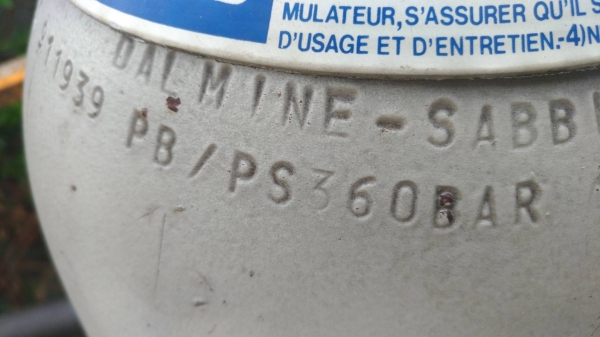 MULATEUR,S'ASSURER QU'IL S
D'USAGE ET D'ENTRETIEN.-4)N
DALMINE-SABB
11939 PB/PS360BAR